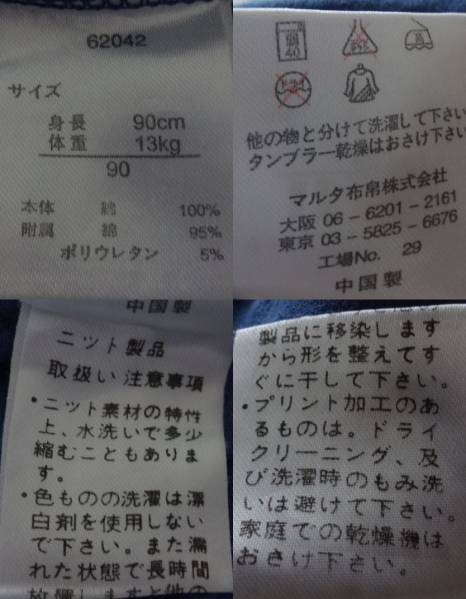 62042
サイズ
身長 90cm
体重 13kg
90
本体 綿 100%
附属 綿 95%
ポリウレタン 5%
弱
40
他の物と分けて洗濯して下さい
タンブラー乾燥はおさけ下さい
マルタ布帛株式会社
大阪 06-6201-2161
東京 03-5825-6676
工場No. 29
中国製
中国製
ニット製品
取扱い注意事項
・ニット素材の特性
上、水洗いで多少
縮むこともありま
す。
・色ものの洗濯は漂
白剤を使用しない
で下さい。また濡
れた状態で長時間
放置しますと他の
製品に移染します
から形を整えてす
ぐに干して下さい。
・プリント加工のあ
るものは。ドライ
クリーニング、及
び洗濯時のもみ洗
いは避けて下さい。
家庭での乾燥機は
おさけ下さい。